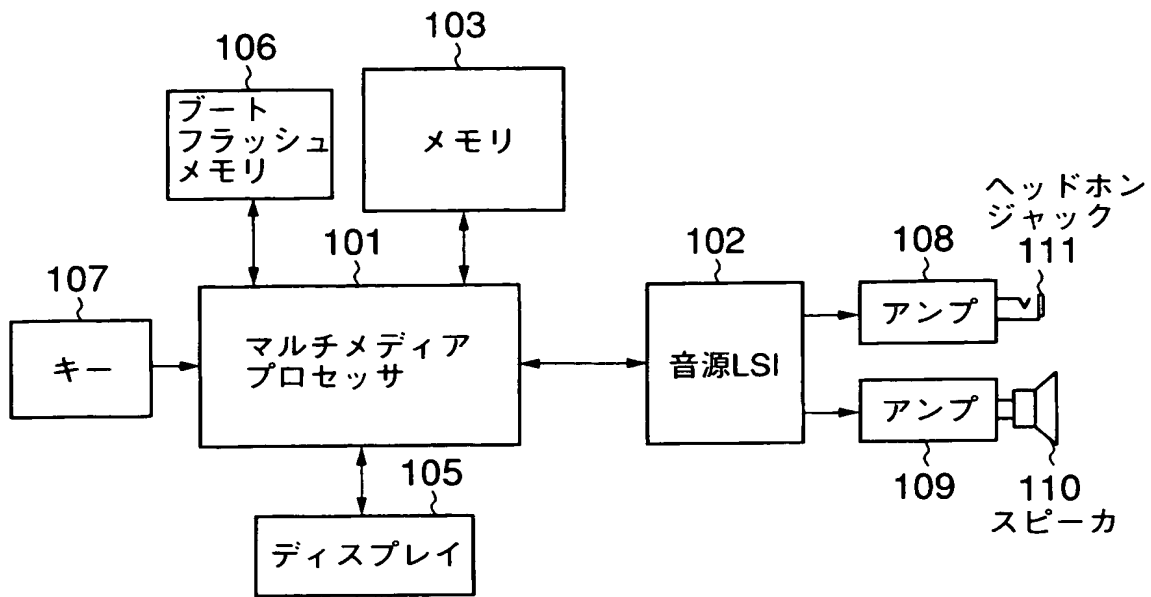 106
ブート
フラッシュ
メモリ
103
メモリ
107
キー
101
マルチメディア
プロセッサ
105
ディスプレイ
102
音源LSI
108
アンプ
ヘッドホン
ジャック
111
アンプ
109
110
スピーカ